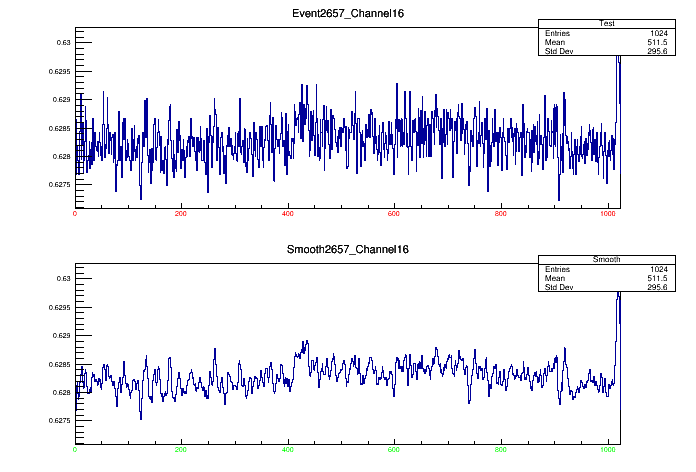 Event2657_Channel16
Test
Entries 1024
Mean 511.5
Std Dev 295.6
0.63
0.6295
0.629
0.6285
0.628
0.6275
0 200 400 600 800 1000
Smooth2657_Channel16
Smooth
Entries 1024
Mean 511.5
Std Dev 295.6
0.63
0.6295
0.629
0.6285
0.628
0.6275
0 200 400 600 800 1000